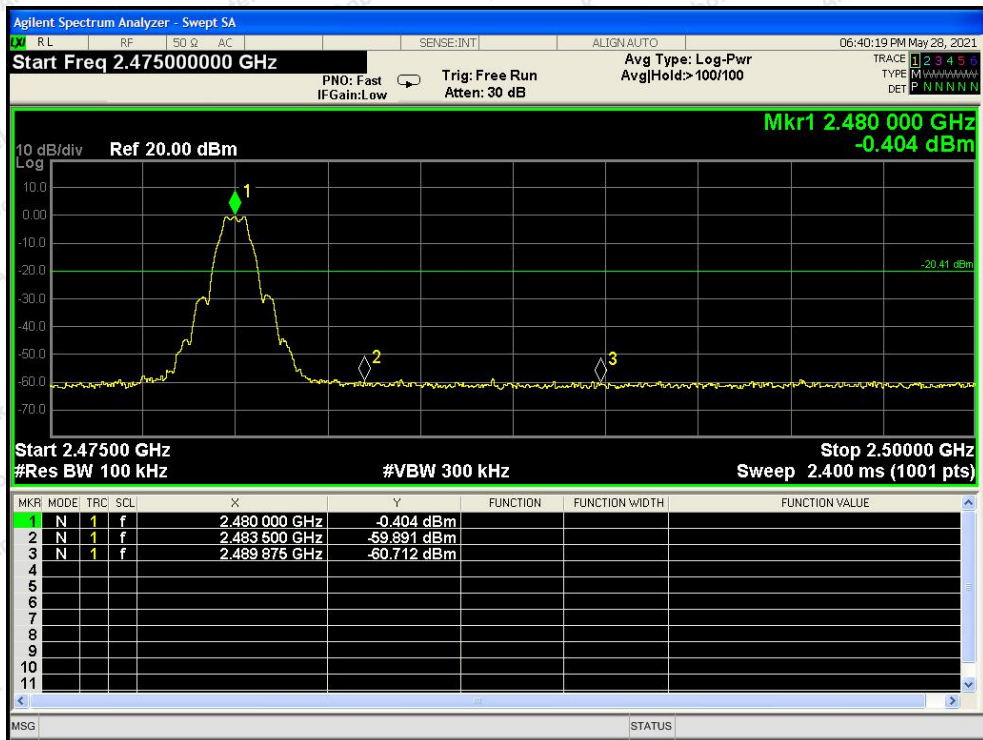 Agilent Spectrum Analyzer - Swept SA
LXI RL RF 50 Ω AC SENSE:INT ALIGN AUTO 06:40:19 PM May 28, 2021
Start Freq 2.475000000 GHz
PNO: Fast
IFGain:Low
Trig: Free Run
Atten: 30 dB
Avg Type: Log-Pwr
Avg|Hold:> 100/100
TRACE 1 2 3 4 5 6
TYPE M WWWWW
DET P N N N N N
Mkr1 2.480 000 GHz
-0.404 dBm
10 dB/div Ref 20.00 dBm
Log
10.0
0.00
-10.0
-20.0
-30.0
-40.0
-50.0
-60.0
-70.0
1
-20.41 dBm
2
3
Start 2.47500 GHz Stop 2.50000 GHz
#Res BW 100 kHz #VBW 300 kHz Sweep 2.400 ms (1001 pts)
MKR MODE TRC SCL X Y FUNCTION FUNCTION WIDTH FUNCTION VALUE
1 N 1 f 2.480 000 GHz -0.404 dBm
2 N 1 f 2.483 500 GHz -59.891 dBm
3 N 1 f 2.489 875 GHz -60.712 dBm
4
5
6
7
8
9
10
11
MSG STATUS